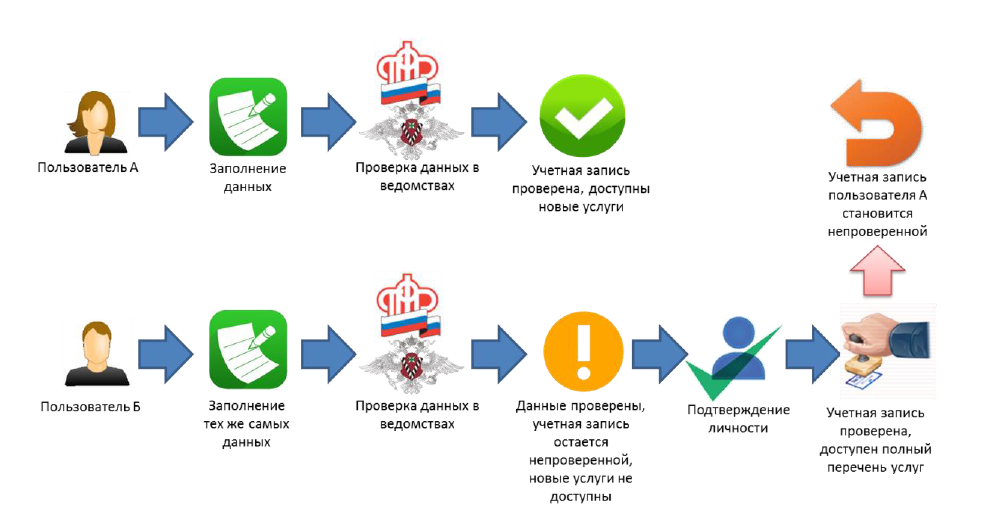 Пользователь А
Заполнение
данных
Проверка данных в
ведомствах
Учетная запись
проверена, доступны
новые услуги
Учетная запись
пользователя А
становится
непроверенной
Пользователь Б
Заполнение
тех же самых
данных
Проверка данных в
ведомствах
Данные проверены,
учетная запись
остается
непроверенной,
новые услуги не
доступны
Подтверждение
личности
Учетная запись
проверена,
доступен полный
перечень услуг